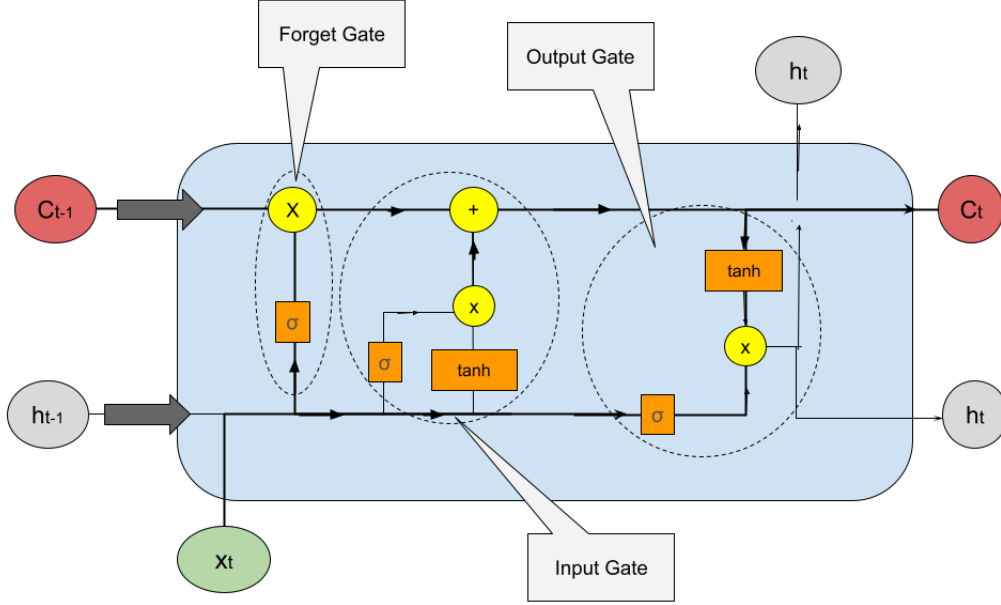 Forget Gate
Output Gate
ht
Ct-1
X
+
Ct
tanh
σ
x
σ
tanh
x
ht-1
σ
ht
xt
Input Gate